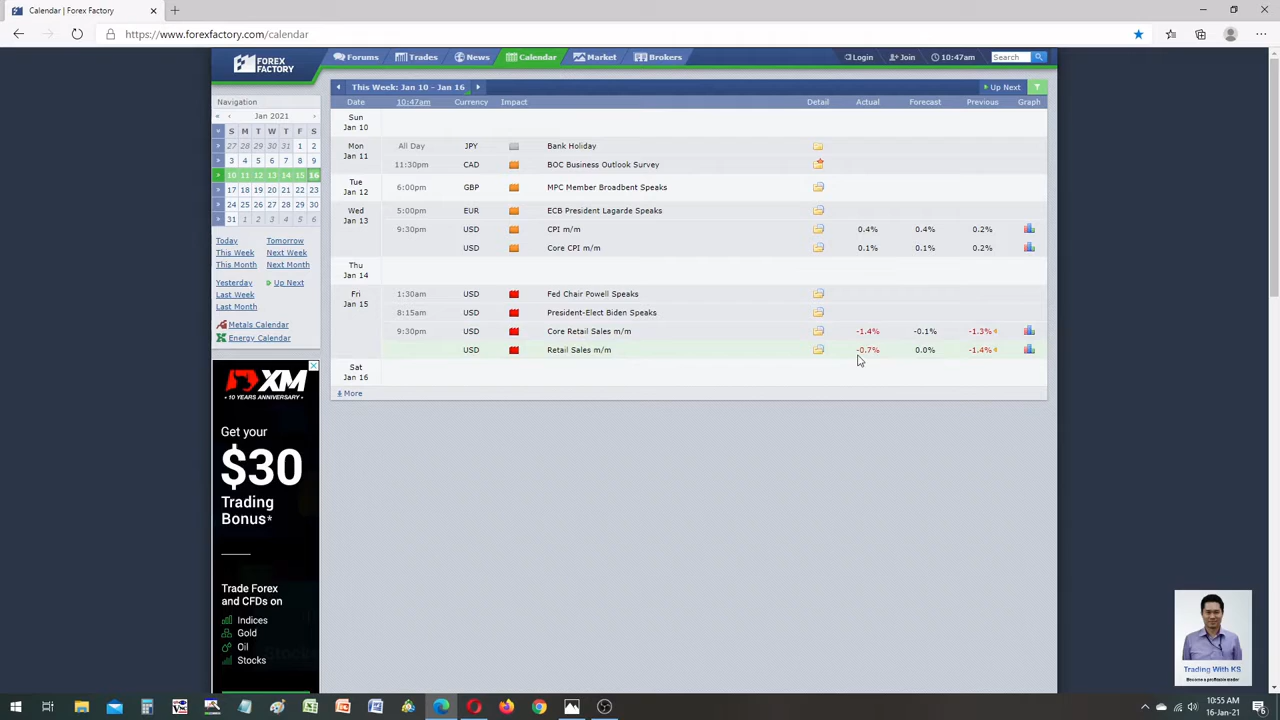 Calendar | Forex Factory
https://www.forexfactory.com/calendar
FOREX
FACTORY
Forums Trades News Calendar Market Brokers Login Join 10:47am Search
Navigation
Jan 2021
S M T W T F S
27 28 29 30 31 1 2
3 4 5 6 7 8 9
10 11 12 13 14 15 16
17 18 19 20 21 22 23
24 25 26 27 28 29 30
31 1 2 3 4 5 6
Today Tomorrow
This Week Next Week
This Month Next Month
Yesterday Up Next
Last Week
Last Month
Metals Calendar
Energy Calendar
This Week: Jan 10 - Jan 16 Up Next
Date 10:47am Currency Impact Detail Actual Forecast Previous Graph
Sun
Jan 10
Mon
Jan 11
All Day JPY Bank Holiday
11:30pm CAD BOC Business Outlook Survey
Tue
Jan 12
6:00pm GBP MPC Member Broadbent Speaks
Wed
Jan 13
5:00pm EUR ECB President Lagarde Speaks
9:30pm USD CPI m/m 0.4% 0.4% 0.2%
USD Core CPI m/m 0.1% 0.1% 0.2%
Thu
Jan 14
Fri
Jan 15
1:30am USD Fed Chair Powell Speaks
8:15am USD President-Elect Biden Speaks
9:30pm USD Core Retail Sales m/m -1.4% -0.1% -1.3%
USD Retail Sales m/m -0.7% 0.0% -1.4%
Sat
Jan 16
More
XM
10 YEARS ANNIVERSARY
Get your
$30
Trading
Bonus*
Trade Forex
and CFDs on
Indices
Gold
Oil
Stocks
Trading With KS
Become a profitable trader
10:55 AM
16-Jan-21
6